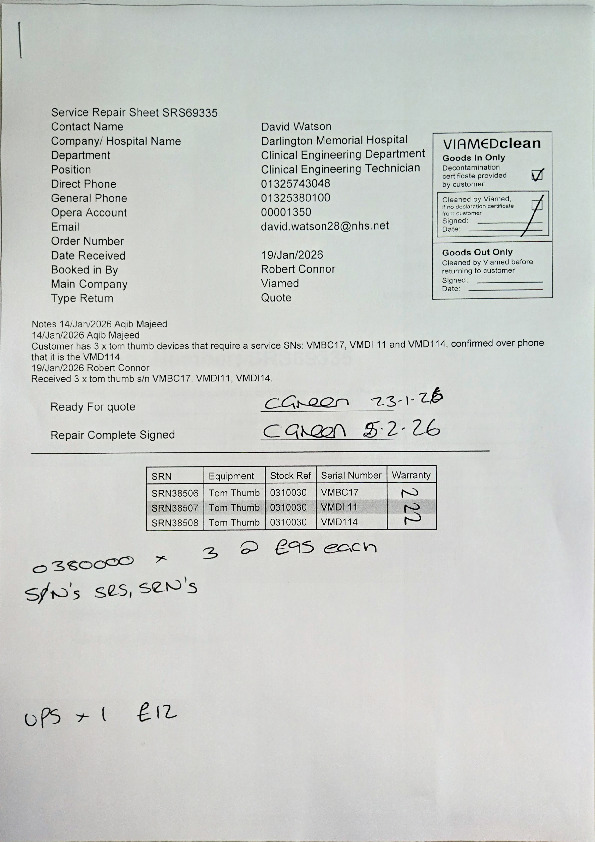 Service Repair Sheet SRS69335
Contact Name David Watson
Company/ Hospital Name Darlington Memorial Hospital
Department Clinical Engineering Department
Position Clinical Engineering Technician
Direct Phone 01325743048
General Phone 01325380100
Opera Account 00001350
Email david.watson28@nhs.net
Order Number
Date Received 19/Jan/2026
Booked in By Robert Connor
Main Company Viamed
Type Return Quote
VIAMEDclean
Goods In Only
Decontamination
certificate provided
by customer
Cleaned by Viamed,
if no declaration certificate
from customer
Signed:
Date:
Goods Out Only
Cleaned by Viamed before
returning to customer
Signed:
Date:
Notes 14/Jan/2026 Aqib Majeed
14/Jan/2026 Aqib Majeed
Customer has 3 x tom thumb devices that require a service SNs: VMBC17, VMDI 11 and VMD114, confirmed over phone
that it is the VMD114
19/Jan/2026 Robert Connor
Received 3 x tom thumb s/n VMBC17, VMDI11, VMDI14.
Ready For quote CGreen 23-1-26
Repair Complete Signed CGreen 5-2-26
SRN Equipment Stock Ref Serial Number Warranty
SRN38506 Tom Thumb 0310030 VMBC17 N
SRN38507 Tom Thumb 0310030 VMDI 11 N
SRN38508 Tom Thumb 0310030 VMD114 N
0380000 x 3 @ £95 each
S/N's SRS, SRN's
UPS x 1 £12